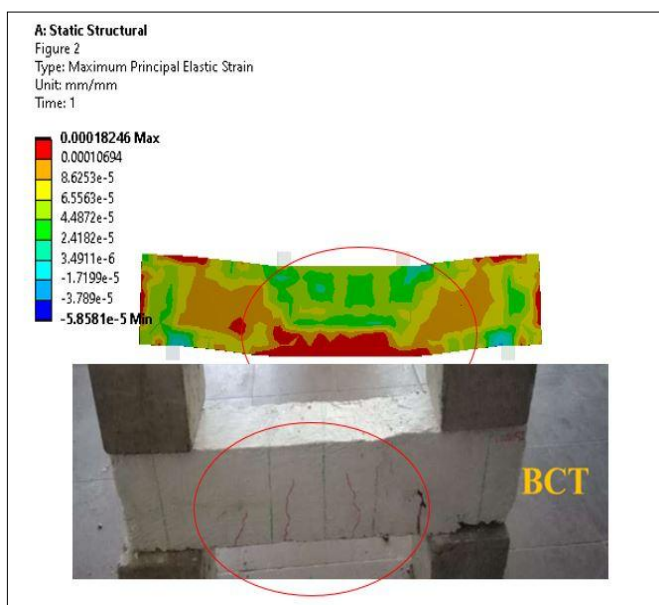 A: Static Structural
Figure 2
Type: Maximum Principal Elastic Strain
Unit: mm/mm
Time: 1
0.00018246 Max
0.00010694
8.6253e-5
6.5563e-5
4.4872e-5
2.4182e-5
3.4911e-6
-1.7199e-5
-3.789e-5
-5.8581e-5 Min
BCT